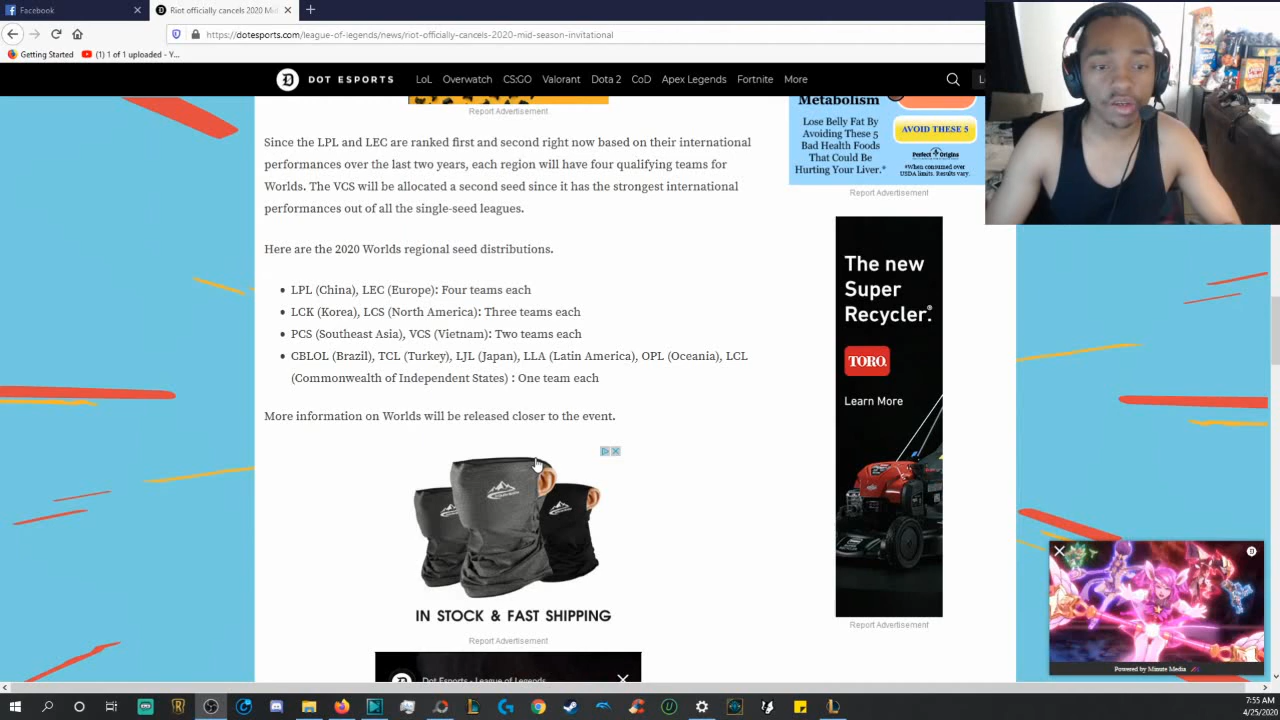 Facebook
Riot officially cancels 2020 Mid
https://dotesports.com/league-of-legends/news/riot-officially-cancels-2020-mid-season-invitational
Getting Started
(1) 1 of 1 uploaded - Y...
DOT ESPORTS
LoL Overwatch CS:GO Valorant Dota 2 CoD Apex Legends Fortnite More
Report Advertisement
Since the LPL and LEC are ranked first and second right now based on their international
performances over the last two years, each region will have four qualifying teams for
Worlds. The VCS will be allocated a second seed since it has the strongest international
performances out of all the single-seed leagues.
Here are the 2020 Worlds regional seed distributions.
• LPL (China), LEC (Europe): Four teams each
• LCK (Korea), LCS (North America): Three teams each
• PCS (Southeast Asia), VCS (Vietnam): Two teams each
• CBLOL (Brazil), TCL (Turkey), LJL (Japan), LLA (Latin America), OPL (Oceania), LCL
(Commonwealth of Independent States) : One team each
More information on Worlds will be released closer to the event.
IN STOCK & FAST SHIPPING
Report Advertisement
Dot Esports - League of Legends
Metabolism
Lose Belly Fat By
Avoiding These 5
Bad Health Foods
That Could Be
Hurting Your Liver.*
AVOID THESE 5
Perfect Origins
*When consumed over
USDA limits. Results vary.
Report Advertisement
The new
Super
Recycler.®
TORO.
Learn More
Report Advertisement
Powered by Minute Media
7:55 AM
4/25/2020